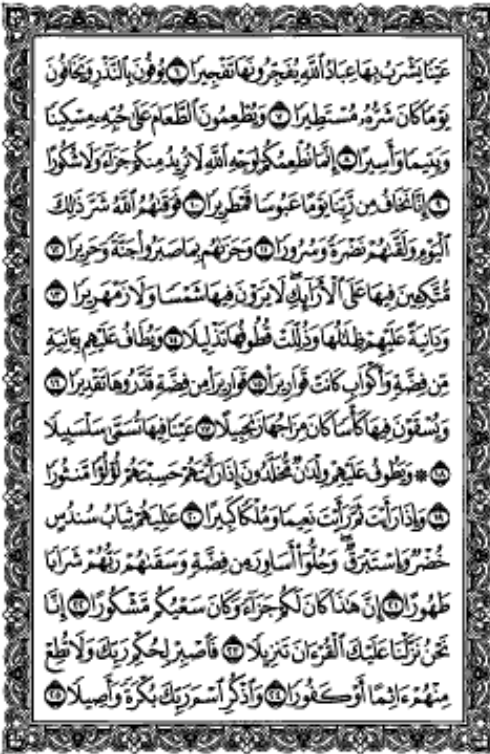 عَيْنًا يَشْرَبُ بِهَا عِبَادُ ٱللَّهِ يُفَجِّرُونَهَا تَفْجِيرًا ٦ يُوفُونَ بِٱلنَّذْرِ وَيَخَافُونَ
يَوْمًا كَانَ شَرُّهُۥ مُسْتَطِيرًا ٧ وَيُطْعِمُونَ ٱلطَّعَامَ عَلَىٰ حُبِّهِۦ مِسْكِينًا
وَيَتِيمًا وَأَسِيرًا ٨ إِنَّمَا نُطْعِمُكُمْ لِوَجْهِ ٱللَّهِ لَا نُرِيدُ مِنكُمْ جَزَآءً وَلَا شُكُورًا
٩ إِنَّا نَخَافُ مِن رَّبِّنَا يَوْمًا عَبُوسًا قَمْطَرِيرًا ١٠ فَوَقَىٰهُمُ ٱللَّهُ شَرَّ ذَٰلِكَ
ٱلْيَوْمِ وَلَقَّىٰهُمْ نَضْرَةً وَسُرُورًا ١١ وَجَزَىٰهُم بِمَا صَبَرُوا۟ جَنَّةً وَحَرِيرًا ١٢
مُّتَّكِـِٔينَ فِيهَا عَلَى ٱلْأَرَآئِكِ ۖ لَا يَرَوْنَ فِيهَا شَمْسًا وَلَا زَمْهَرِيرًا ١٣
وَدَانِيَةً عَلَيْهِمْ ظِلَـٰلُهَا وَذُلِّلَتْ قُطُوفُهَا تَذْلِيلًا ١٤ وَيُطَافُ عَلَيْهِم بِـَٔانِيَةٍ
مِّن فِضَّةٍ وَأَكْوَابٍ كَانَتْ قَوَارِيرَا۠ ١٥ قَوَارِيرَا۟ مِن فِضَّةٍ قَدَّرُوهَا تَقْدِيرًا ١٦
وَيُسْقَوْنَ فِيهَا كَأْسًا كَانَ مِزَاجُهَا زَنجَبِيلًا ١٧ عَيْنًا فِيهَا تُسَمَّىٰ سَلْسَبِيلًا
١٨ ۞ وَيَطُوفُ عَلَيْهِمْ وِلْدَٰنٌ مُّخَلَّدُونَ إِذَا رَأَيْتَهُمْ حَسِبْتَهُمْ لُؤْلُؤًا مَّنثُورًا
١٩ وَإِذَا رَأَيْتَ ثَمَّ رَأَيْتَ نَعِيمًا وَمُلْكًا كَبِيرًا ٢٠ عَـٰلِيَهُمْ ثِيَابُ سُندُسٍ
خُضْرٌ وَإِسْتَبْرَقٌ ۖ وَحُلُّوٓا۟ أَسَاوِرَ مِن فِضَّةٍ وَسَقَىٰهُمْ رَبُّهُمْ شَرَابًا
طَهُورًا ٢١ إِنَّ هَـٰذَا كَانَ لَكُمْ جَزَآءً وَكَانَ سَعْيُكُم مَّشْكُورًا ٢٢ إِنَّا
نَحْنُ نَزَّلْنَا عَلَيْكَ ٱلْقُرْءَانَ تَنزِيلًا ٢٣ فَٱصْبِرْ لِحُكْمِ رَبِّكَ وَلَا تُطِعْ
مِنْهُمْ ءَاثِمًا أَوْ كَفُورًا ٢٤ وَٱذْكُرِ ٱسْمَ رَبِّكَ بُكْرَةً وَأَصِيلًا ٢٥